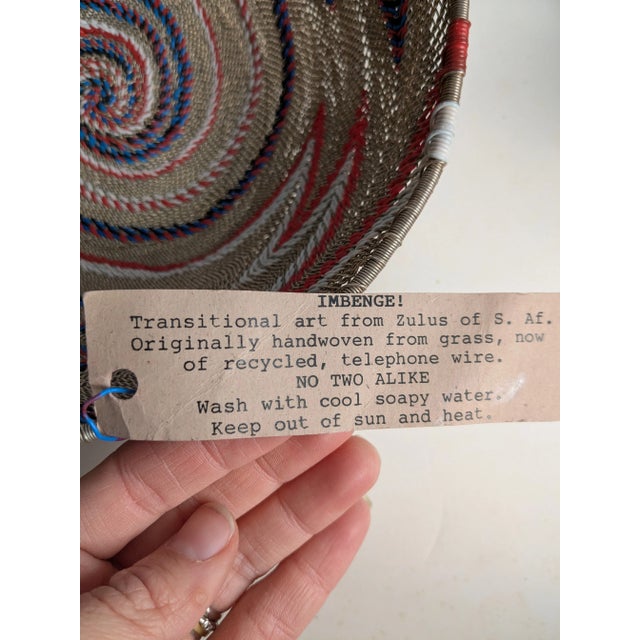 IMBENGE!
Transitional art from Zulus of S. Af.
Originally handwoven from grass, now
of recycled, telephone wire.
NO TWO ALIKE
Wash with cool soapy water.
Keep out of sun and heat.